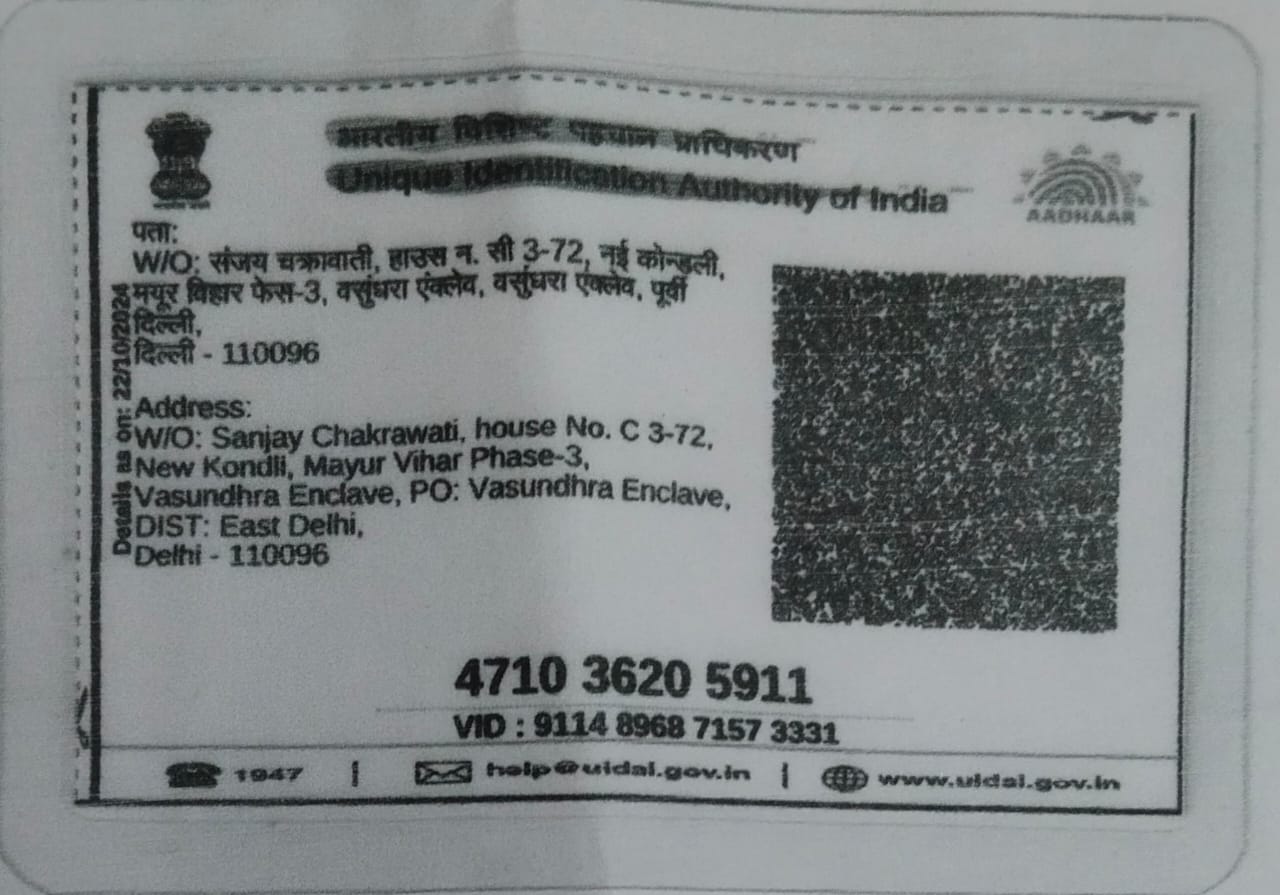 भारतीय विशिष्ट पहचान प्राधिकरण
Unique Identification Authority of India
AADHAAR
पता:
W/O: संजय चक्रावाती, हाउस न. सी 3-72, नई कोन्डली,
मयूर विहार फेस-3, वसुंधरा एंक्लेव, वसुंधरा एंक्लेव, पूर्वी
दिल्ली,
दिल्ली - 110096
Details as on: 22/10/2024
Address:
W/O: Sanjay Chakrawati, house No. C 3-72,
New Kondli, Mayur Vihar Phase-3,
Vasundhra Enclave, PO: Vasundhra Enclave,
DIST: East Delhi,
Delhi - 110096
4710 3620 5911
VID : 9114 8968 7157 3331
1947 | help@uidai.gov.in | www.uidai.gov.in